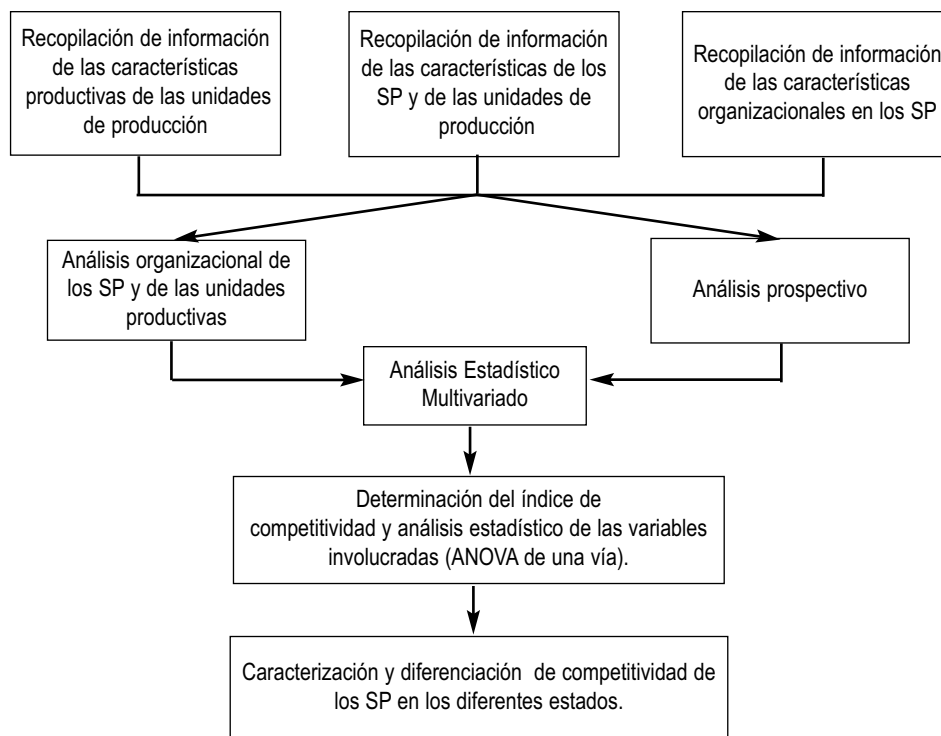 Recopilación de información
de las características
productivas de las unidades
de producción
Recopilación de información
de las características de los
SP y de las unidades de
producción
Recopilación de información
de las características
organizacionales en los SP
Análisis organizacional de
los SP y de las unidades
productivas
Análisis prospectivo
Análisis Estadístico
Multivariado
Determinación del índice de
competitividad y análisis estadístico de las variables
involucradas (ANOVA de una vía).
Caracterización y diferenciación de competitividad de
los SP en los diferentes estados.